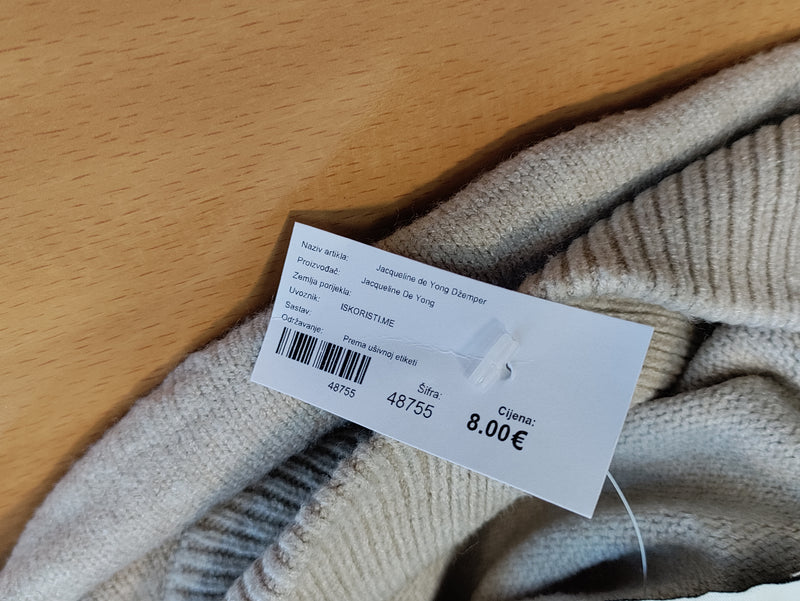 Naziv artikla: Jacqueline de Yong Džemper
Proizvođač: Jacqueline De Yong
Zemlja porijekla:
Uvoznik: ISKORISTI.ME
Sastav:
Održavanje: Prema ušivnoj etiketi
48755
Šifra:
48755
Cijena:
8.00€